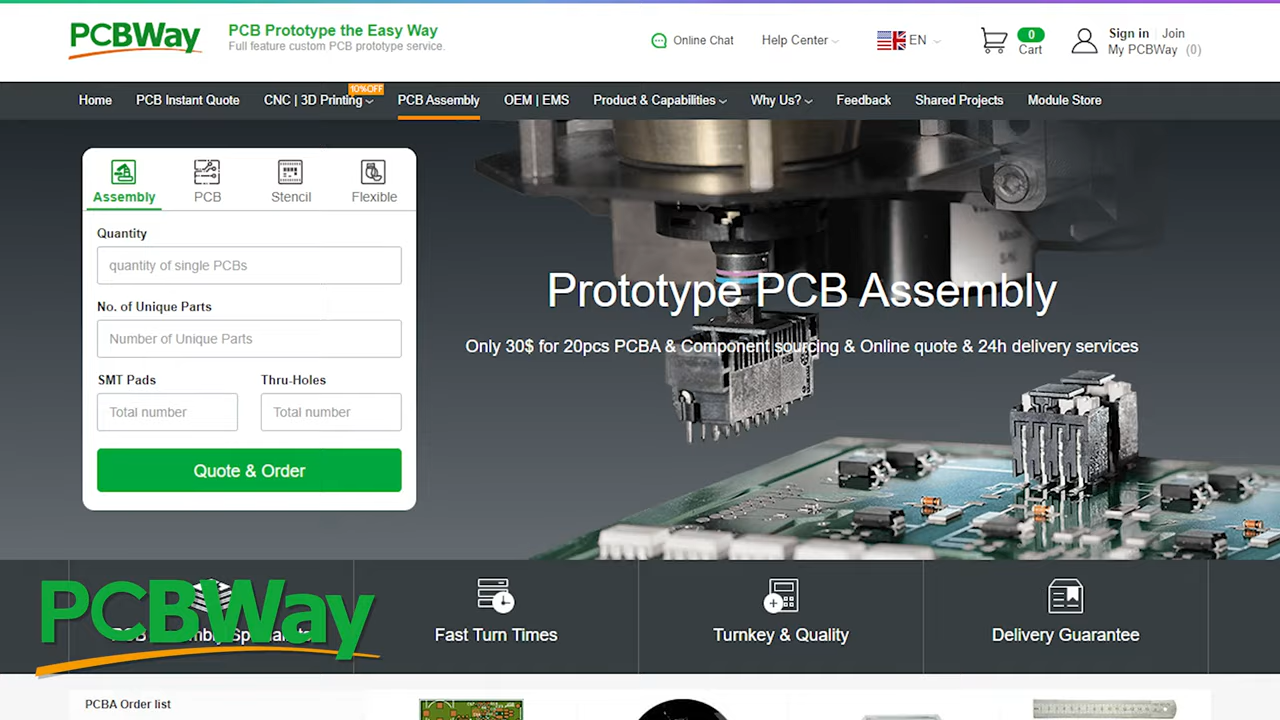 PCBWay
PCB Prototype the Easy Way
Full feature custom PCB prototype service.
Online Chat
Help Center
EN
0
Cart
Sign in | Join
My PCBWay (0)
Home
PCB Instant Quote
CNC | 3D Printing
10%OFF
PCB Assembly
OEM | EMS
Product & Capabilities
Why Us?
Feedback
Shared Projects
Module Store
Assembly
PCB
Stencil
Flexible
Quantity
quantity of single PCBs
No. of Unique Parts
Number of Unique Parts
SMT Pads
Thru-Holes
Total number
Total number
Quote & Order
Prototype PCB Assembly
Only 30$ for 20pcs PCBA & Component sourcing & Online quote & 24h delivery services
PCBWay
Fast Turn Times
Turnkey & Quality
Delivery Guarantee
PCBA Order list